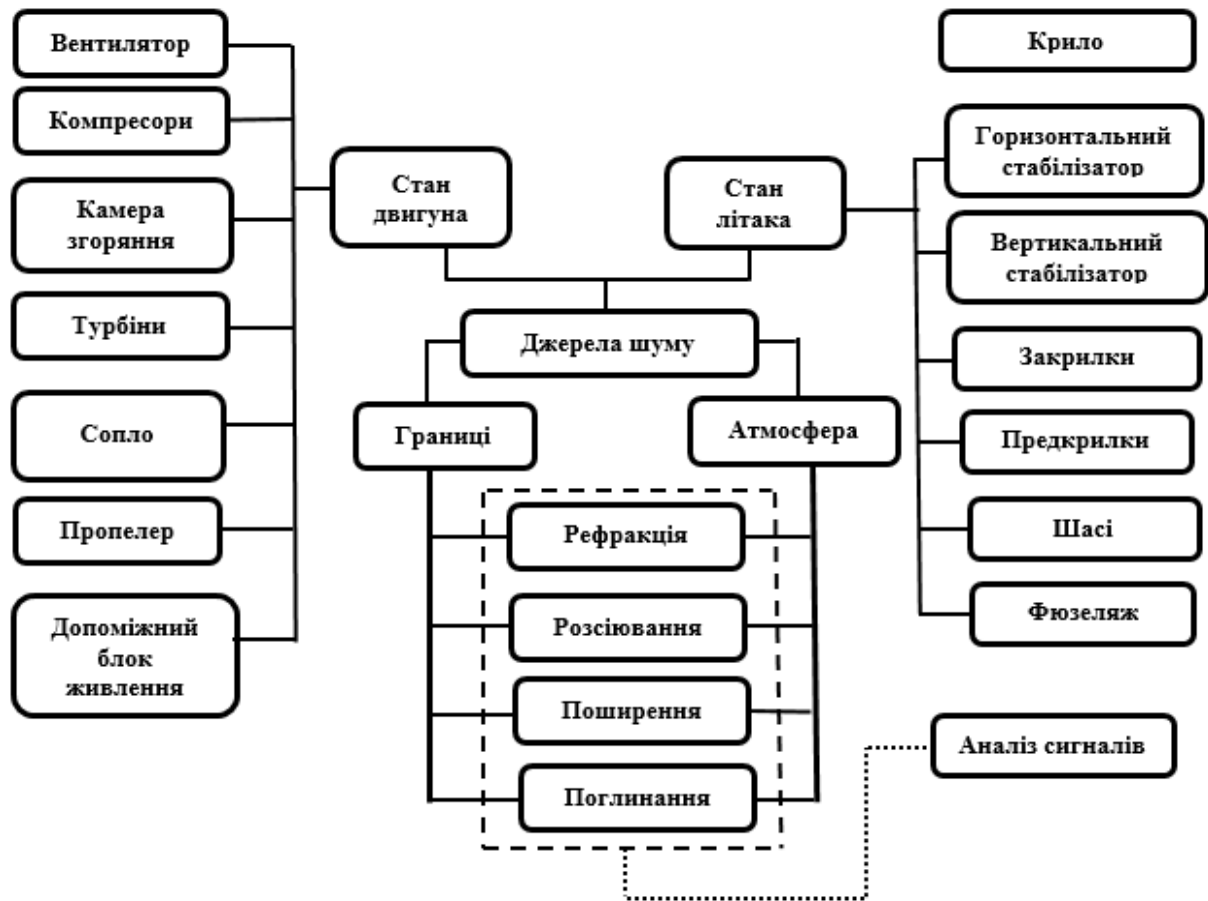 Вентилятор
Компресори
Камера
згоряння
Турбіни
Сопло
Пропелер
Допоміжний
блок
живлення
Стан
двигуна
Стан
літака
Джерела шуму
Границі
Атмосфера
Рефракція
Розсіювання
Поширення
Поглинання
Крило
Горизонтальний
стабілізатор
Вертикальний
стабілізатор
Закрилки
Предкрилки
Шасі
Фюзеляж
Аналіз сигналів